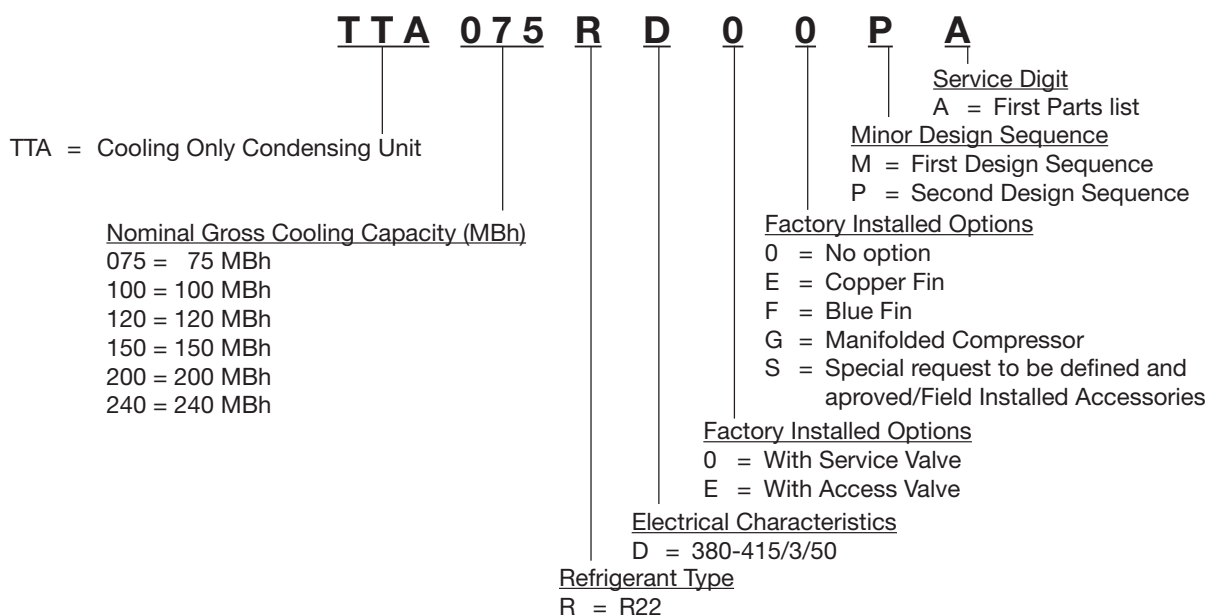 TTA 075 R D 0 0 P A
Service Digit
A = First Parts list
TTA = Cooling Only Condensing Unit
Minor Design Sequence
M = First Design Sequence
P = Second Design Sequence
Nominal Gross Cooling Capacity (MBh)
075 = 75 MBh
100 = 100 MBh
120 = 120 MBh
150 = 150 MBh
200 = 200 MBh
240 = 240 MBh
Factory Installed Options
0 = No option
E = Copper Fin
F = Blue Fin
G = Manifolded Compressor
S = Special request to be defined and
aproved/Field Installed Accessories
Factory Installed Options
0 = With Service Valve
E = With Access Valve
Electrical Characteristics
D = 380-415/3/50
Refrigerant Type
R = R22